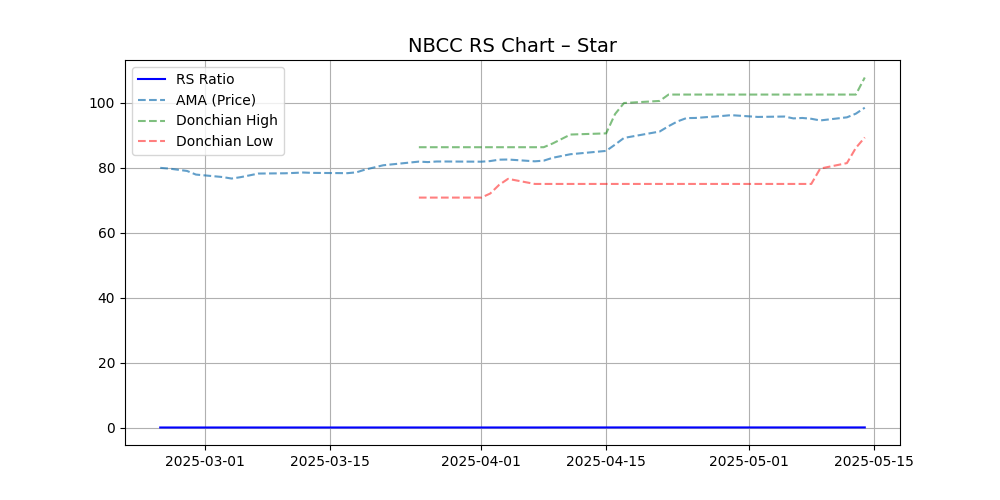 NBCC RS Chart – Star
RS Ratio
AMA (Price)
Donchian High
Donchian Low
100
80
60
40
20
0
2025-03-01
2025-03-15
2025-04-01
2025-04-15
2025-05-01
2025-05-15